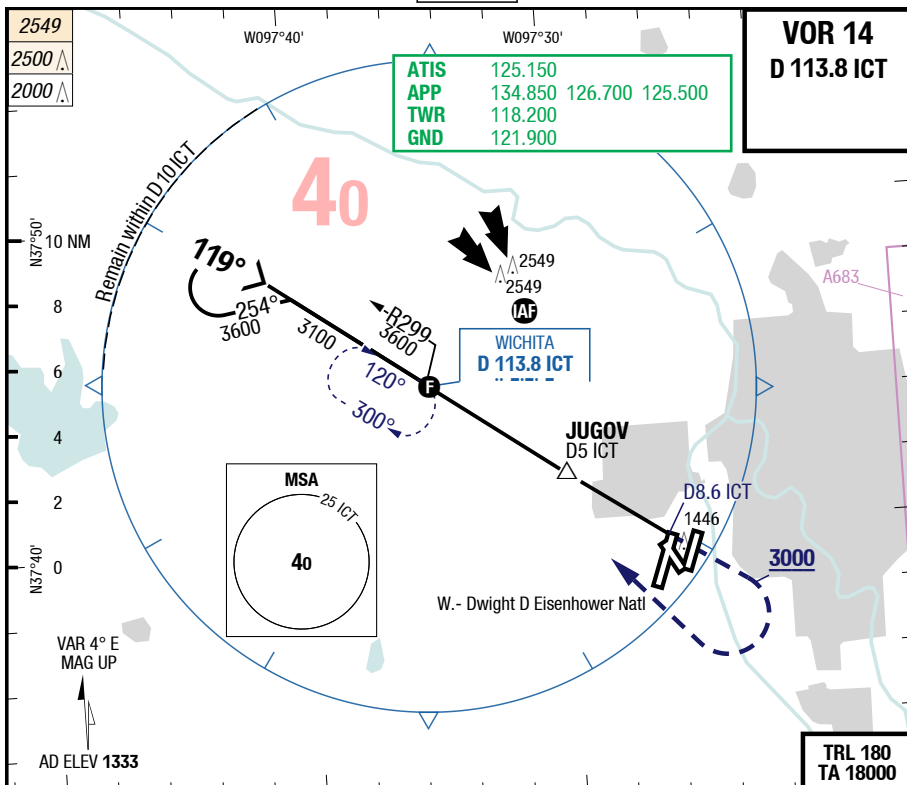 2549
2500
2000
W097°40'
W097°30'
VOR 14
D 113.8 ICT
ATIS 125.150
APP 134.850 126.700 125.500
TWR 118.200
GND 121.900
Remain within D10 ICT
40
N37°50'
10 NM
119°
2549
2549
A683
IAF
8
254°
3600
3100
R299
3600
WICHITA
D 113.8 ICT
6
120°
F
300°
4
JUGOV
D5 ICT
MSA
25 ICT
40
D8.6 ICT
2
1446
3000
N37°40'
0
W.- Dwight D Eisenhower Natl
VAR 4° E
MAG UP
AD ELEV 1333
TRL 180
TA 18000